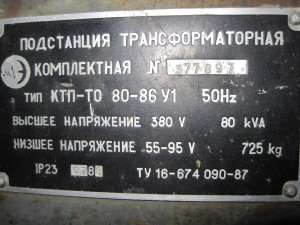 ПОДСТАНЦИЯ ТРАНСФОРМАТОРНАЯ
КОМПЛЕКТНАЯ №
ТИП КТП-ТО 80-86 У1 50Hz
ВЫСШЕЕ НАПРЯЖЕНИЕ 380 V 80 kVA
НИЗШЕЕ НАПРЯЖЕНИЕ 55-95 V 725 kg
1P23 ТУ 16-674 090-87